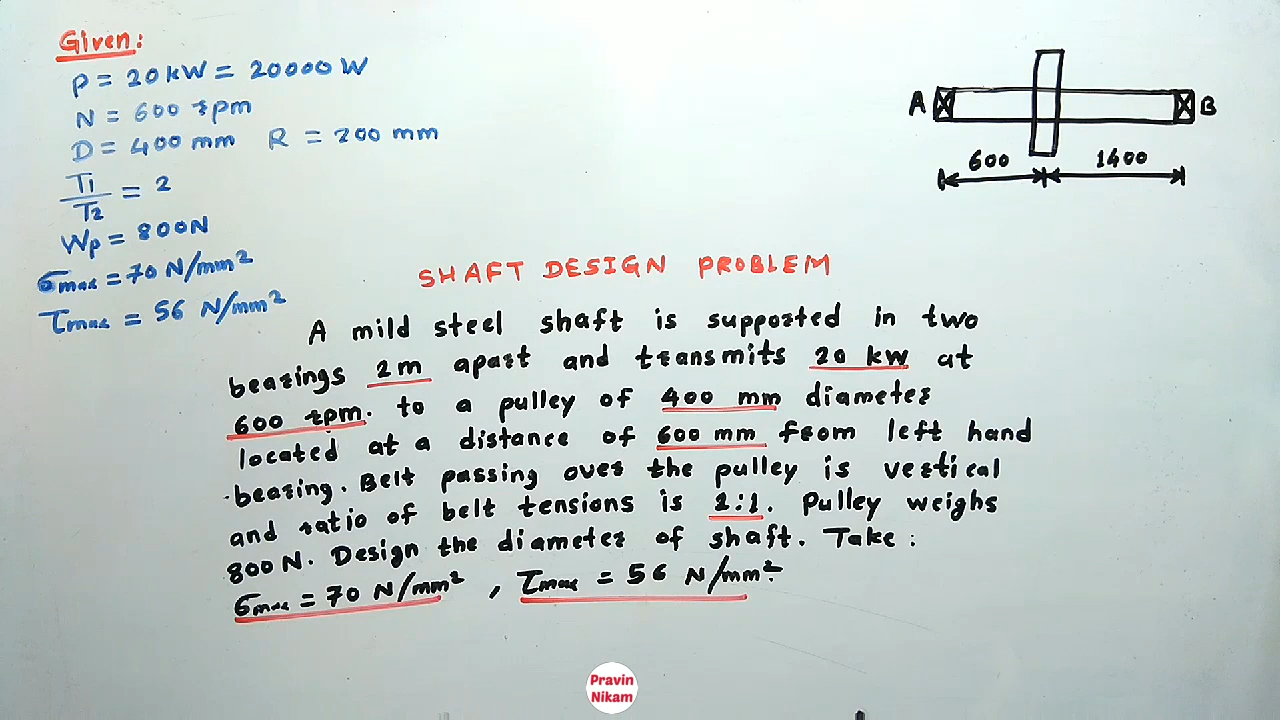 Given:
P = 20 kW = 20000 W
N = 600 rpm
D = 400 mm R = 200 mm
T1/T2 = 2
Wp = 800N
σmax = 70 N/mm²
τmax = 56 N/mm²
A B
600 1400
SHAFT DESIGN PROBLEM
A mild steel shaft is supported in two
bearings 2m apart and transmits 20 kW at
600 rpm. to a pulley of 400 mm diameter
located at a distance of 600 mm from left hand
bearing. Belt passing over the pulley is vertical
and ratio of belt tensions is 2:1. Pulley weighs
800 N. Design the diameter of shaft. Take :
σmax = 70 N/mm² , τmax = 56 N/mm².
Pravin
Nikam